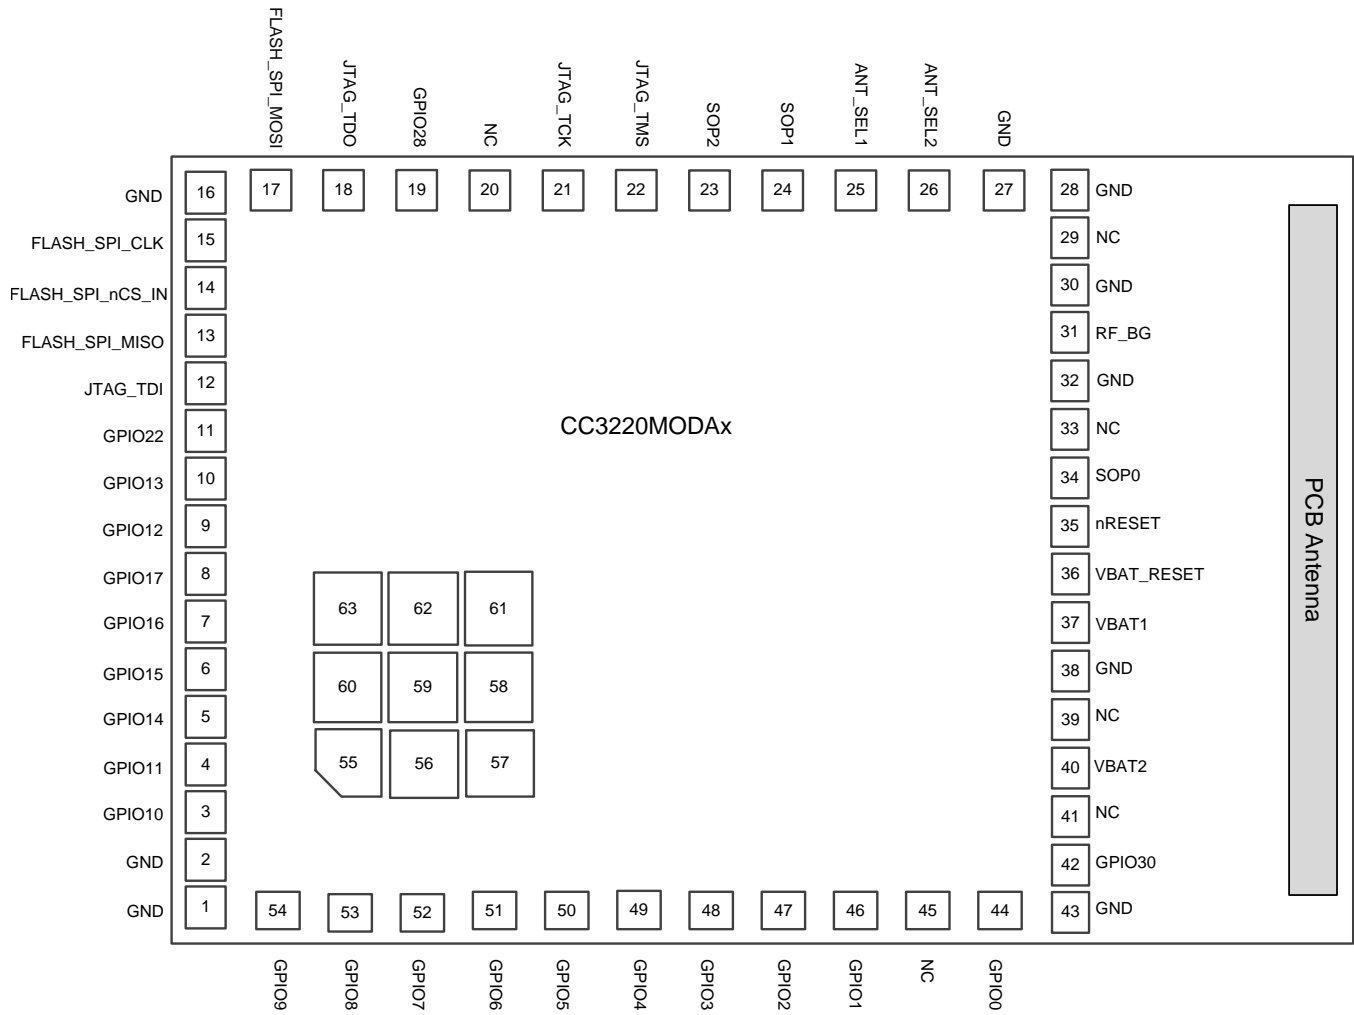 FLASH_SPI_MOSI
JTAG_TDO
GPIO28
NC
JTAG_TCK
JTAG_TMS
SOP2
SOP1
ANT_SEL1
ANT_SEL2
GND
GND 16 17 18 19 20 21 22 23 24 25 26 27 28 GND
FLASH_SPI_CLK 15 29 NC
FLASH_SPI_nCS_IN 14 30 GND
FLASH_SPI_MISO 13 31 RF_BG
JTAG_TDI 12 32 GND
GPIO22 11 CC3220MODAx 33 NC
GPIO13 10 34 SOP0
GPIO12 9 35 nRESET
GPIO17 8 36 VBAT_RESET
GPIO16 7 63 62 61 37 VBAT1
GPIO15 6 60 59 58 38 GND
GPIO14 5 39 NC
GPIO11 4 55 56 57 40 VBAT2
GPIO10 3 41 NC
GND 2 42 GPIO30
GND 1 54 53 52 51 50 49 48 47 46 45 44 43 GND
PCB Antenna
GPIO9
GPIO8
GPIO7
GPIO6
GPIO5
GPIO4
GPIO3
GPIO2
GPIO1
NC
GPIO0